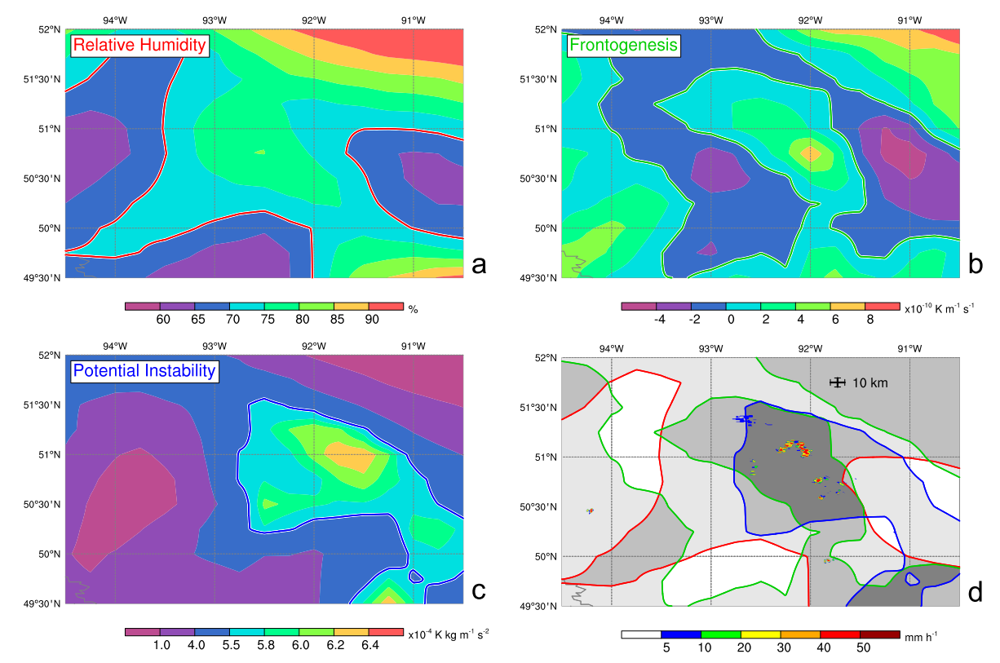 94°W 93°W 92°W 91°W
52°N
Relative Humidity
51°30'N
51°N
50°30'N
50°N
49°30'N
a
60 65 70 75 80 85 90 %
94°W 93°W 92°W 91°W
52°N
Frontogenesis
51°30'N
51°N
50°30'N
50°N
49°30'N
b
-4 -2 0 2 4 6 8 x10⁻¹⁰ K m⁻¹ s⁻¹
94°W 93°W 92°W 91°W
52°N
Potential Instability
51°30'N
51°N
50°30'N
50°N
49°30'N
c
1.0 4.0 5.5 5.8 6.0 6.2 6.4 x10⁻⁴ K kg m⁻¹ s⁻²
94°W 93°W 92°W 91°W
52°N
10 km
51°30'N
51°N
50°30'N
50°N
49°30'N
d
5 10 20 30 40 50 mm h⁻¹